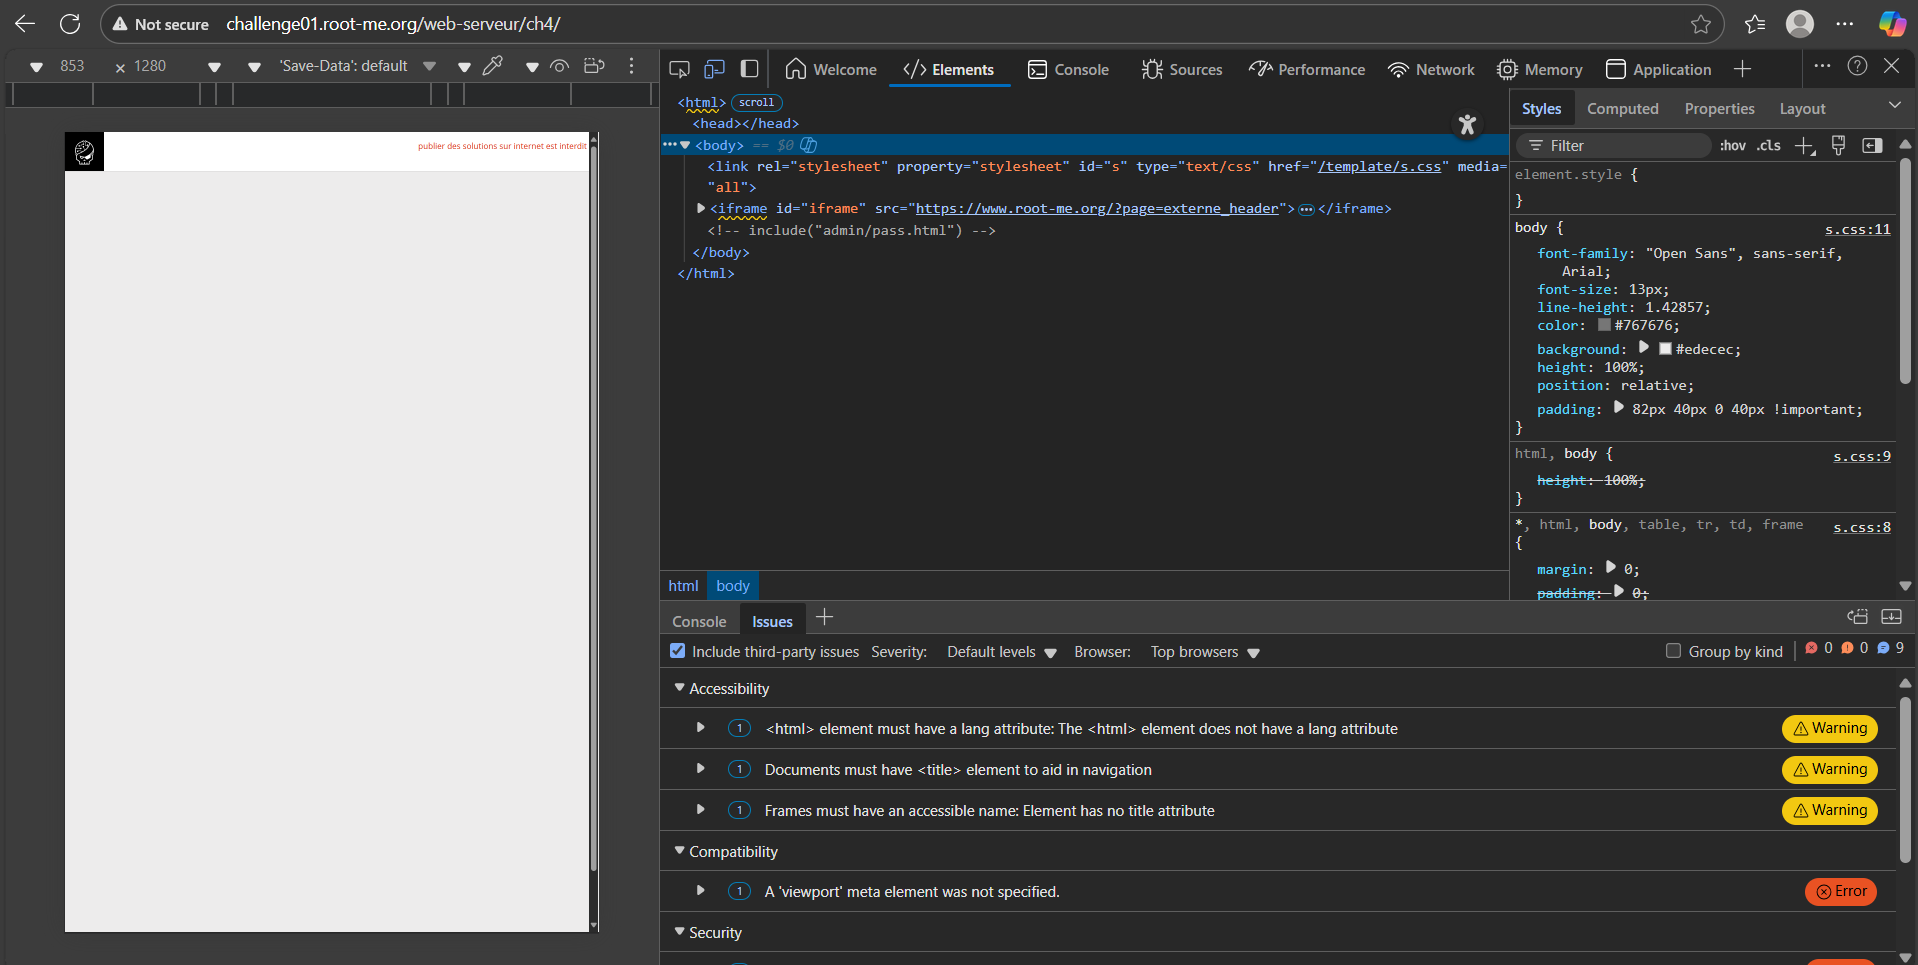 Not secure challenge01.root-me.org/web-serveur/ch4/
853 × 1280 'Save-Data': default
publier des solutions sur internet est interdit
Welcome </> Elements Console Sources Performance Network Memory Application
<html> scroll
<head></head>
<body> == $0
<link rel="stylesheet" property="stylesheet" id="s" type="text/css" href="/template/s.css" media=
"all">
<iframe id="iframe" src="https://www.root-me.org/?page=externe_header"> ••• </iframe>
<!-- include("admin/pass.html") -->
</body>
</html>
html body
Styles Computed Properties Layout
Filter :hov .cls
element.style {
}
body { s.css:11
font-family: "Open Sans", sans-serif,
Arial;
font-size: 13px;
line-height: 1.42857;
color: #767676;
background: #edecec;
height: 100%;
position: relative;
padding: 82px 40px 0 40px !important;
}
html, body { s.css:9
height: 100%;
}
*, html, body, table, tr, td, frame s.css:8
{
margin: 0;
padding: 0;
Console Issues
Include third-party issues Severity: Default levels Browser: Top browsers Group by kind 0 0 9
Accessibility
1 <html> element must have a lang attribute: The <html> element does not have a lang attribute Warning
1 Documents must have <title> element to aid in navigation Warning
1 Frames must have an accessible name: Element has no title attribute Warning
Compatibility
1 A 'viewport' meta element was not specified. Error
Security